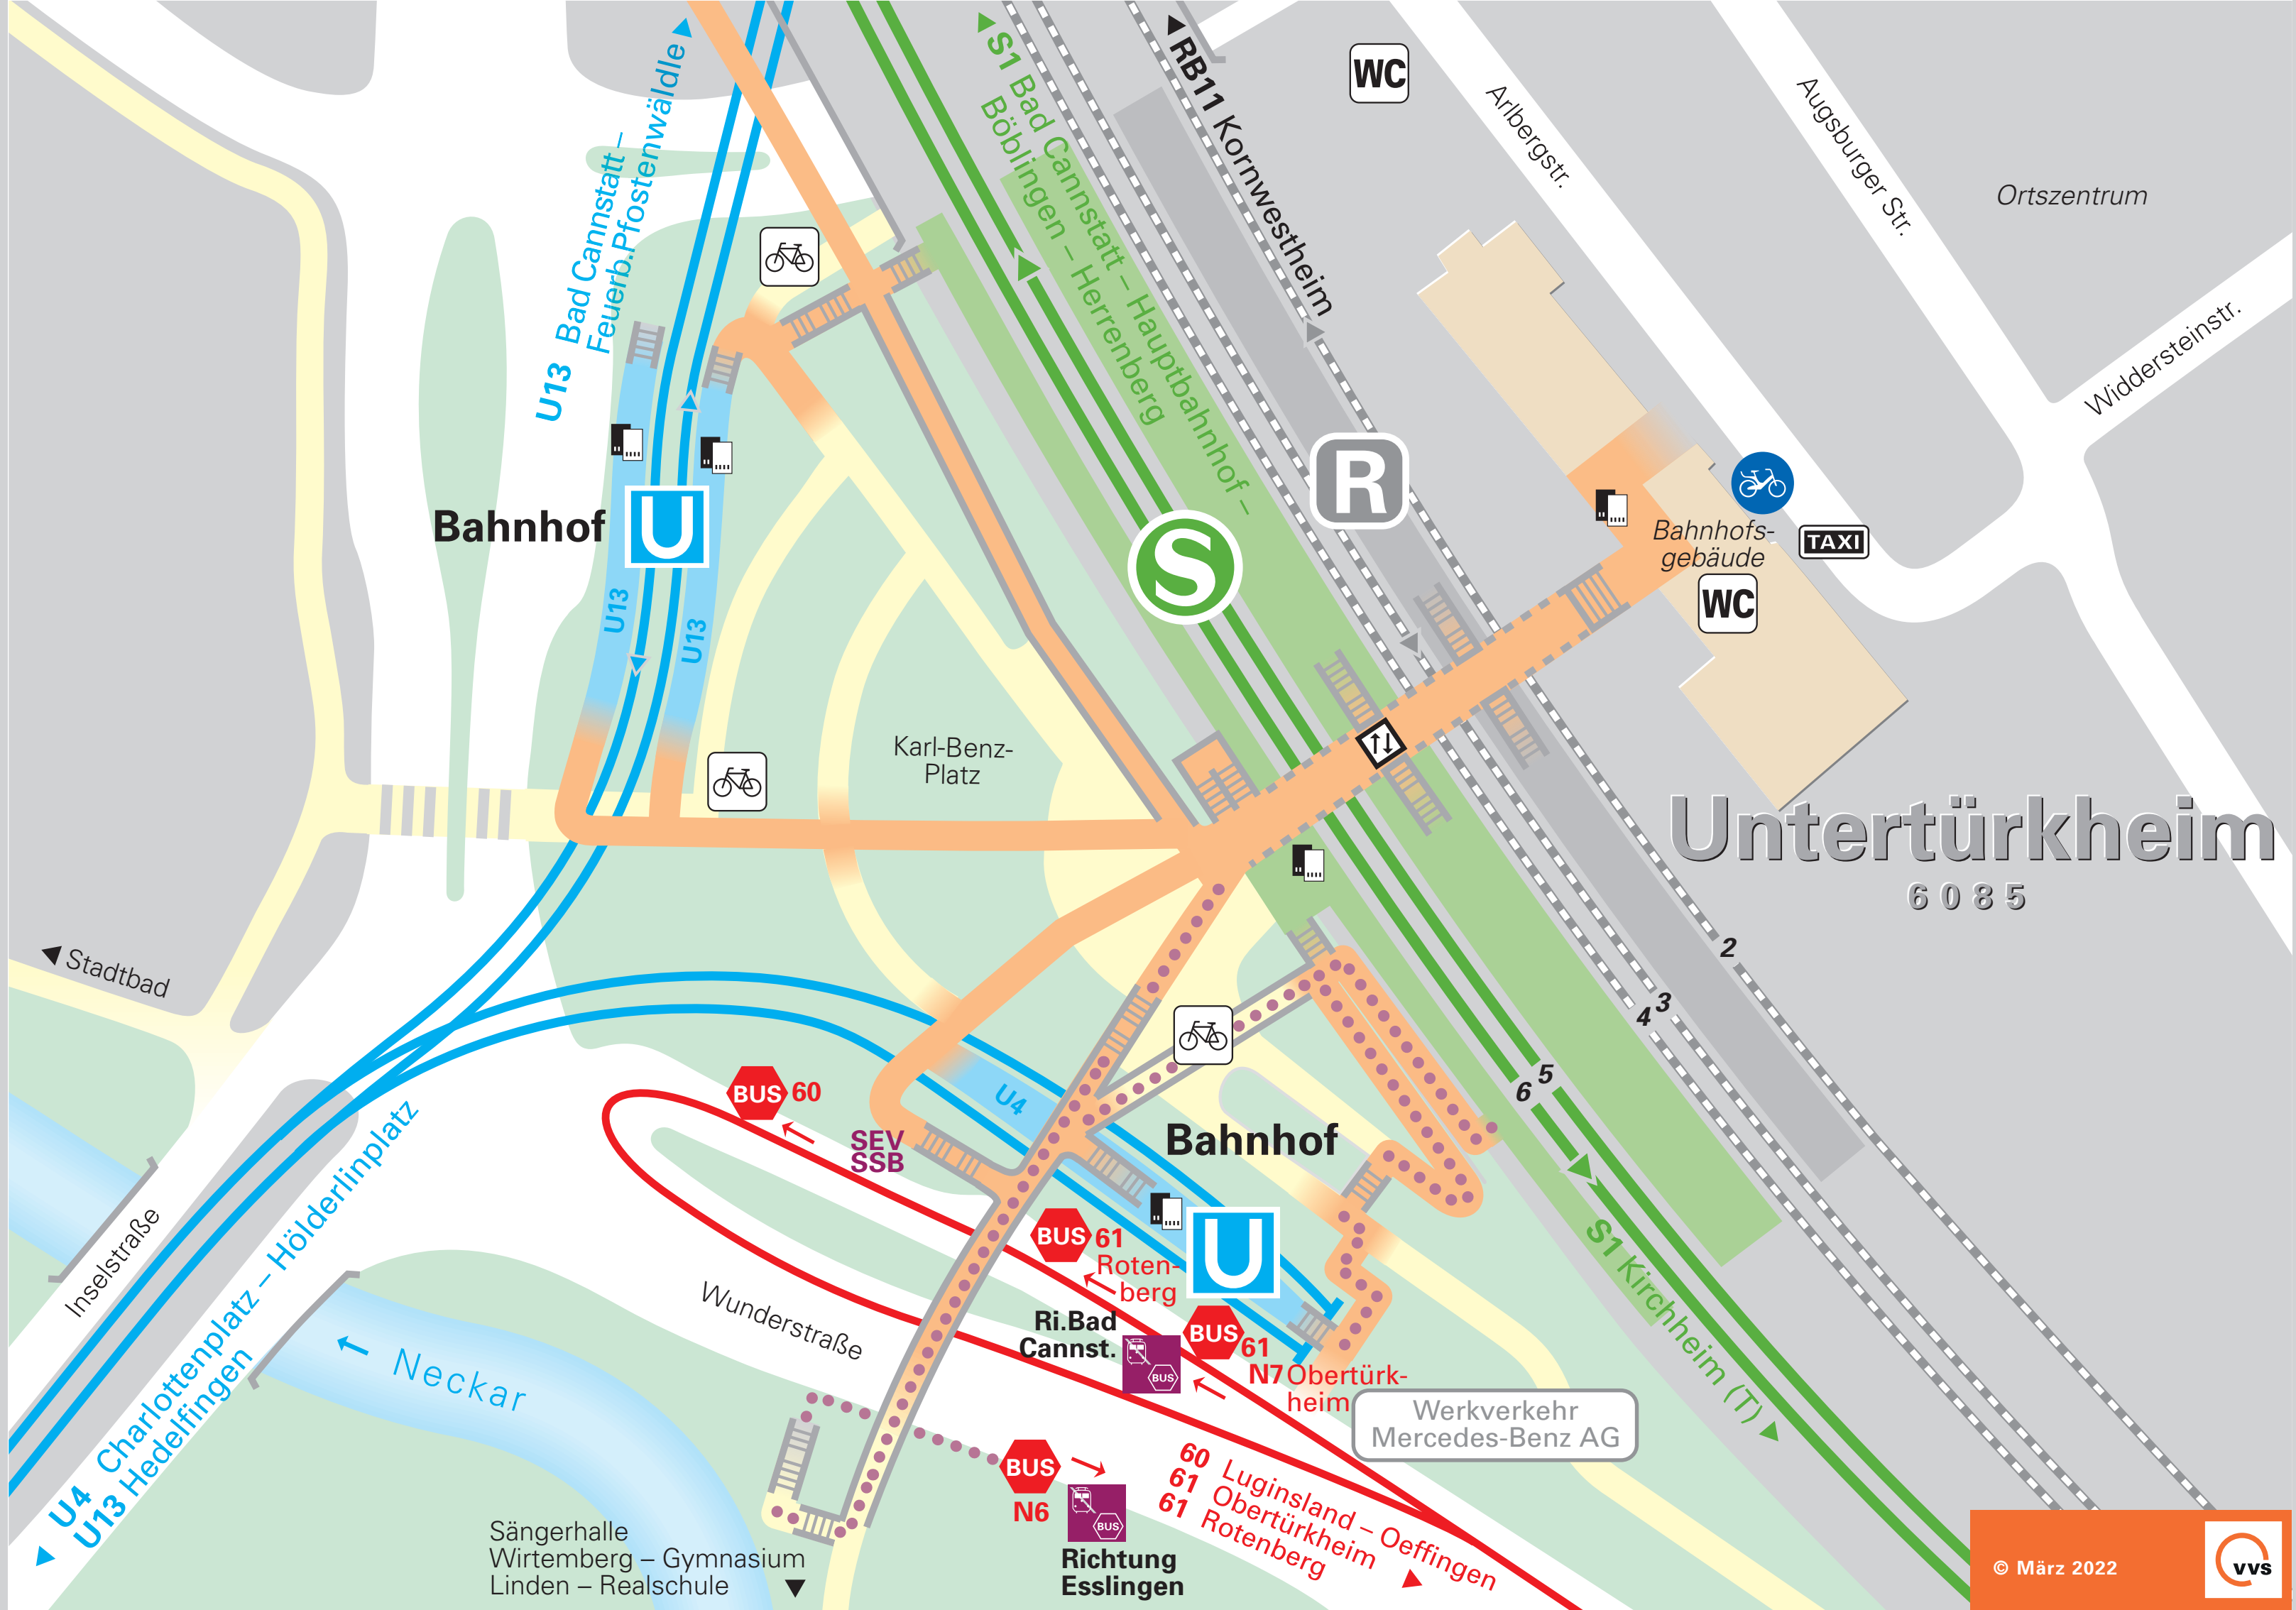 U13 Bad Cannstatt –
Feuerb.Pfostenwäldle
S1 Bad Cannstatt – Hauptbahnhof –
Böblingen – Herrenberg
RB11 Kornwestheim
WC
Arlbergstr.
Augsburger Str.
Ortszentrum
Widdersteinstr.
Bahnhof
U
U13
U13
S
R
Bahnhofs-
gebäude
TAXI
WC
Karl-Benz-
Platz
Untertürkheim
6085
2
3
4
5
6
Stadtbad
Inselstraße
U4 Charlottenplatz – Hölderlinplatz
U13 Hedelfingen
BUS 60
SEV
SSB
U4
Bahnhof
U
BUS 61
Roten-
berg
Ri.Bad
Cannst.
BUS
BUS 61
N7 Obertürk-
heim
Wunderstraße
Neckar
Werkverkehr
Mercedes-Benz AG
S1 Kirchheim (T)
BUS
N6
BUS
Richtung
Esslingen
60 Luginsland – Oeffingen
61 Obertürkheim
61 Rotenberg
Sängerhalle
Wirtemberg – Gymnasium
Linden – Realschule
© März 2022
vvs